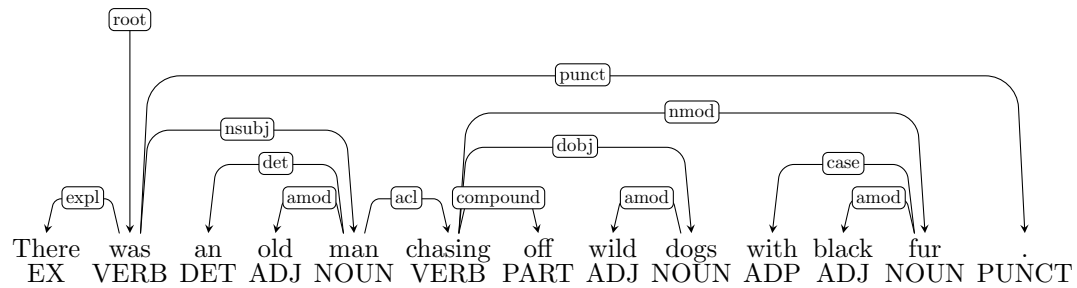 root
punct
nsubj nmod
det dobj case
expl amod acl compound amod amod
There was an old man chasing off wild dogs with black fur .
EX VERB DET ADJ NOUN VERB PART ADJ NOUN ADP ADJ NOUN PUNCT